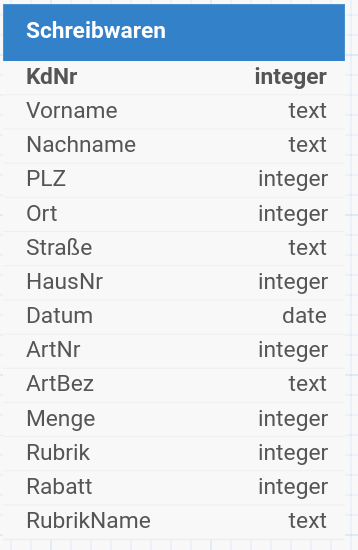 Schreibwaren
KdNr integer
Vorname text
Nachname text
PLZ integer
Ort integer
Straße text
HausNr integer
Datum date
ArtNr integer
ArtBez text
Menge integer
Rubrik integer
Rabatt integer
RubrikName text